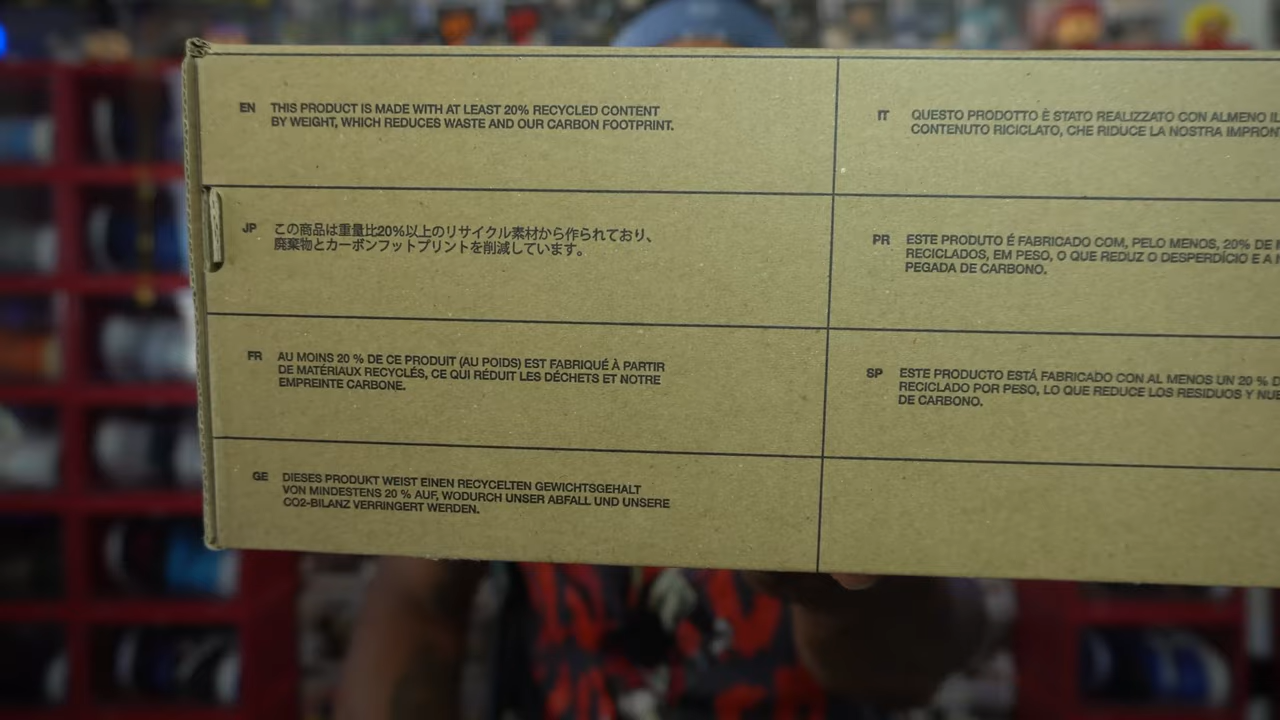 EN THIS PRODUCT IS MADE WITH AT LEAST 20% RECYCLED CONTENT
BY WEIGHT, WHICH REDUCES WASTE AND OUR CARBON FOOTPRINT.
JP この商品は重量比20%以上のリサイクル素材から作られており、
廃棄物とカーボンフットプリントを削減しています。
FR AU MOINS 20 % DE CE PRODUIT (AU POIDS) EST FABRIQUÉ À PARTIR
DE MATÉRIAUX RECYCLÉS, CE QUI RÉDUIT LES DÉCHETS ET NOTRE
EMPREINTE CARBONE.
GE DIESES PRODUKT WEIST EINEN RECYCELTEN GEWICHTSGEHALT
VON MINDESTENS 20 % AUF, WODURCH UNSER ABFALL UND UNSERE
CO2-BILANZ VERRINGERT WERDEN.
IT QUESTO PRODOTTO È STATO REALIZZATO CON ALMENO IL
CONTENUTO RICICLATO, CHE RIDUCE LA NOSTRA
PR ESTE PRODUTO É FABRICADO COM, PELO MENOS, 20% DE
RECICLADOS, EM PESO, O QUE REDUZ O DESPERDÍCIO E A
PEGADA DE CARBONO.
SP ESTE PRODUCTO ESTÁ FABRICADO CON AL MENOS UN 20 %
RECICLADO POR PESO, LO QUE REDUCE LOS RESIDUOS Y
DE CARBONO.